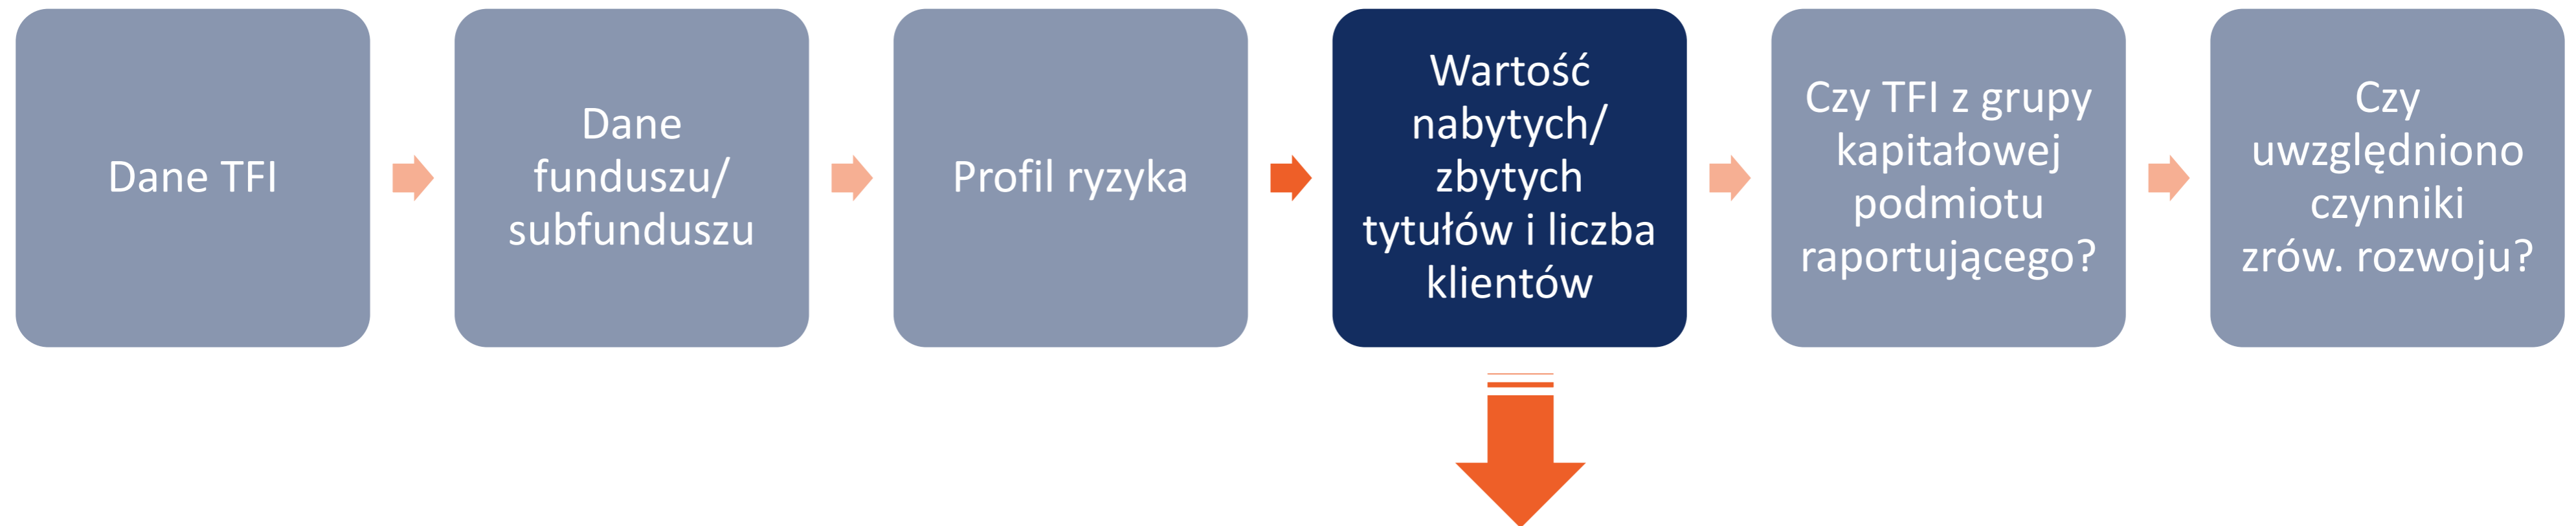 Dane TFI
Dane
funduszu/
subfunduszu
Profil ryzyka
Wartość
nabytych/
zbytych
tytułów i liczba
klientów
Czy TFI z grupy
kapitałowej
podmiotu
raportującego?
Czy
uwzględniono
czynniki
zrów. rozwoju?